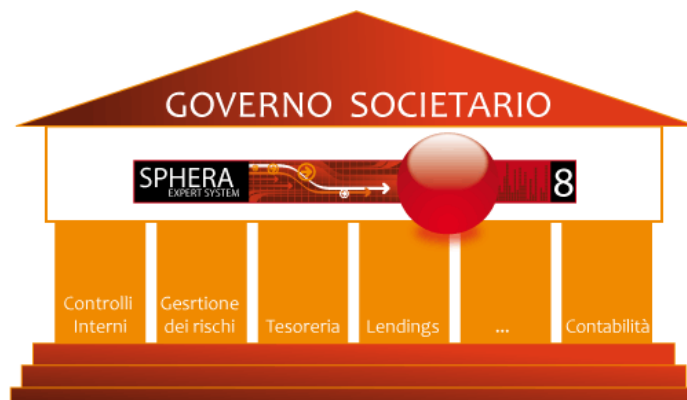 GOVERNO SOCIETARIO
SPHERA
EXPERT SYSTEM
8
Controlli
Interni
Gesrtione
dei rischi
Tesoreria
Lendings
...
Contabilità